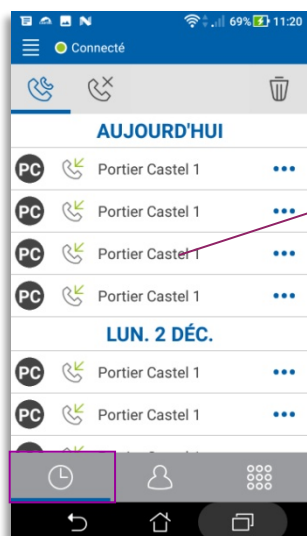 69% 11:20
Connecté
AUJOURD'HUI
PC Portier Castel 1
PC Portier Castel 1
PC Portier Castel 1
PC Portier Castel 1
LUN. 2 DÉC.
PC Portier Castel 1
PC Portier Castel 1
PC